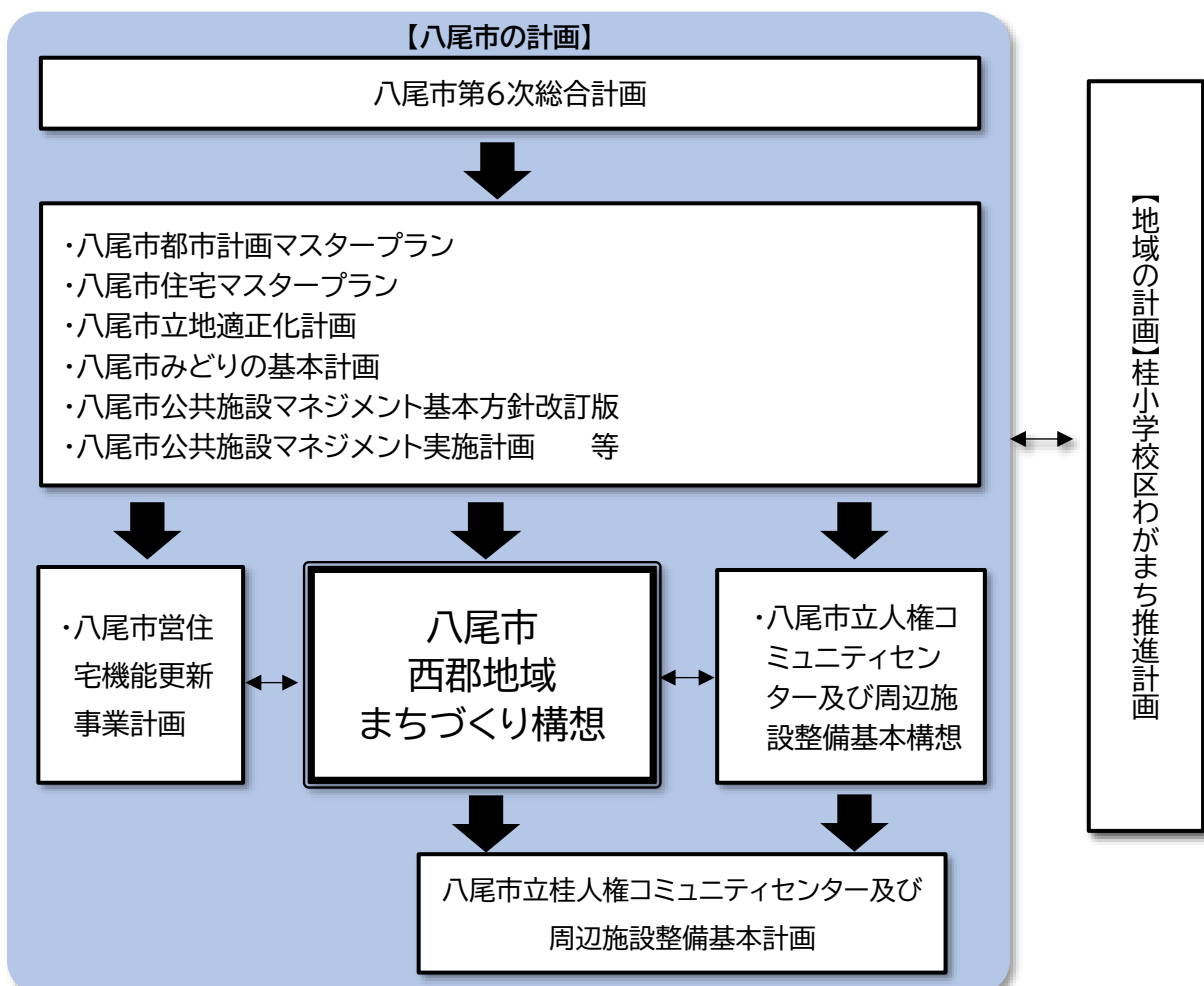 【八尾市の計画】
八尾市第6次総合計画
・八尾市都市計画マスタープラン
・八尾市住宅マスタープラン
・八尾市立地適正化計画
・八尾市みどりの基本計画
・八尾市公共施設マネジメント基本方針改訂版
・八尾市公共施設マネジメント実施計画　　等
・八尾市営住
宅機能更新
事業計画
八尾市
西郡地域
まちづくり構想
・八尾市立人権コ
ミュニティセン
ター及び周辺施
設整備基本構想
八尾市立桂人権コミュニティセンター及び
周辺施設整備基本計画
【地域の計画】桂小学校区わがまち推進計画